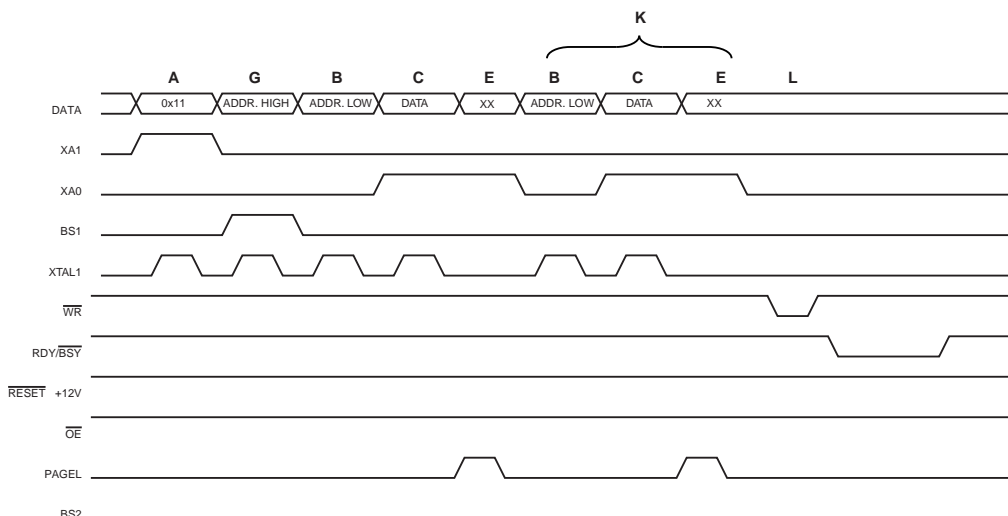 K
A G B C E B C E L
DATA 0x11 ADDR. HIGH ADDR. LOW DATA XX ADDR. LOW DATA XX
XA1
XA0
BS1
XTAL1
WR
RDY/BSY
RESET +12V
OE
PAGEL
BS2